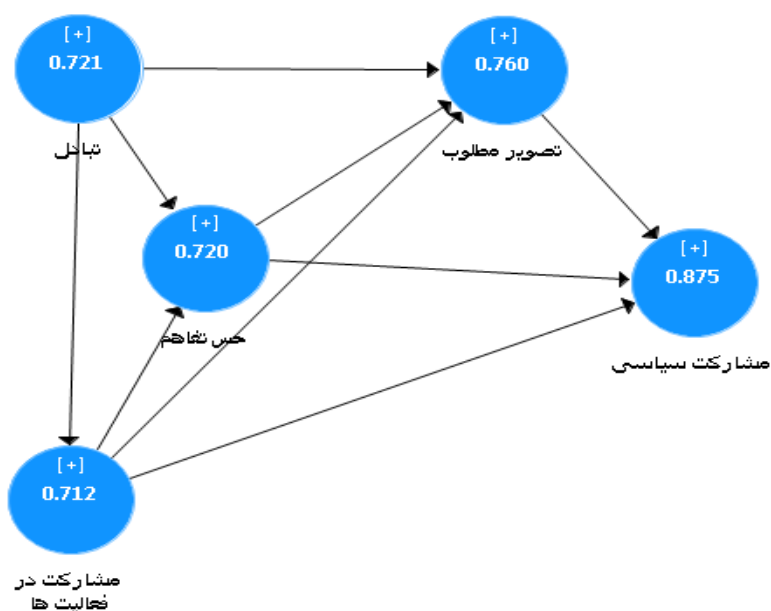 [+]
0.721
تبادل
[+]
0.760
تصویر مطلوب
[+]
0.720
حس تفاهم
[+]
0.875
مشارکت سیاسی
[+]
0.712
مشارکت در
فعالیت ها